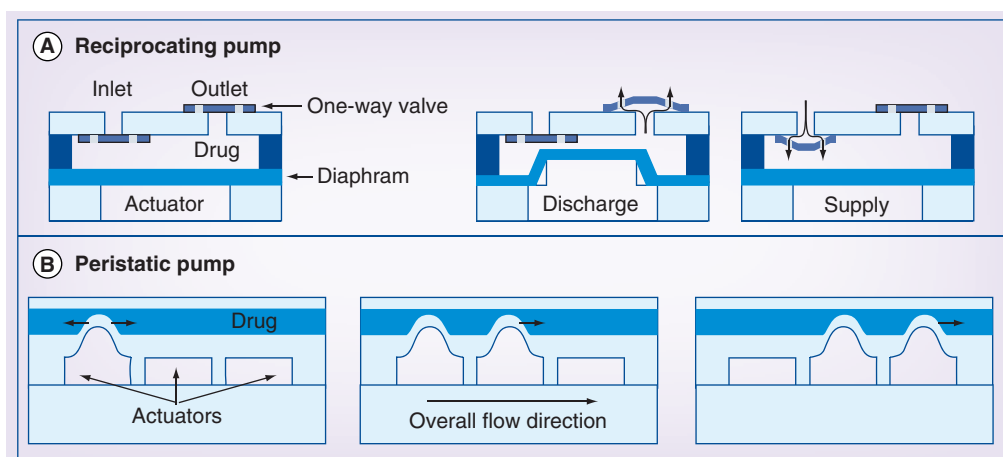 A Reciprocating pump
Inlet
Outlet
One-way valve
Drug
Diaphram
Actuator
Discharge
Supply
B Peristatic pump
Drug
Actuators
Overall flow direction